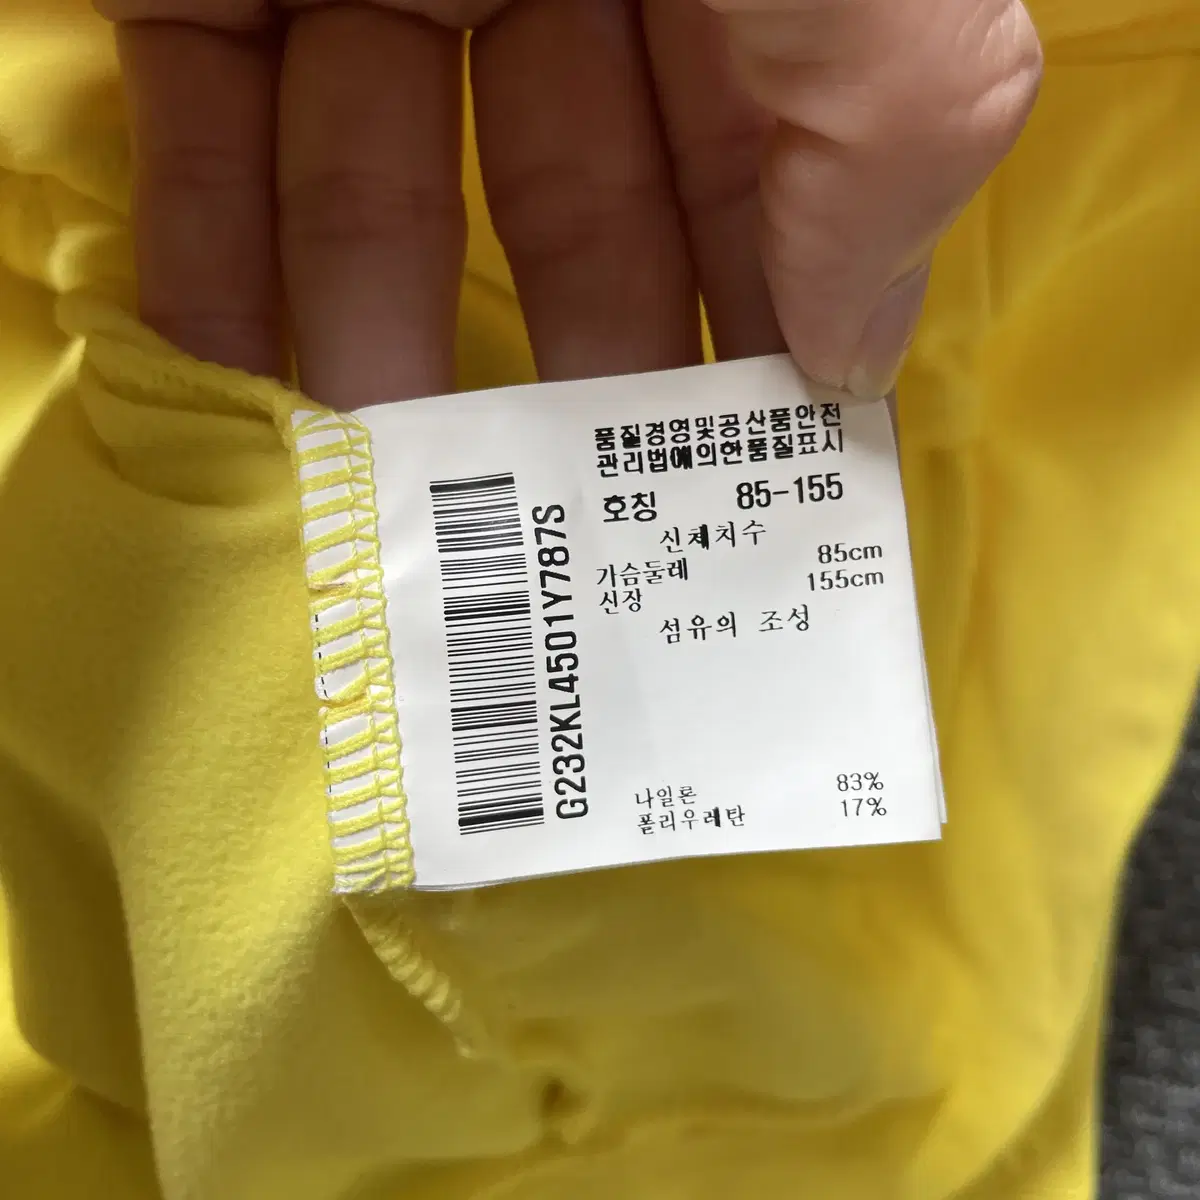 품질경영및공산품안전
관리법에의한품질표시
호칭 85-155
신체치수
가슴둘레 85cm
신장 155cm
섬유의 조성
나일론 83%
폴리우레탄 17%
G232KL4501Y787S